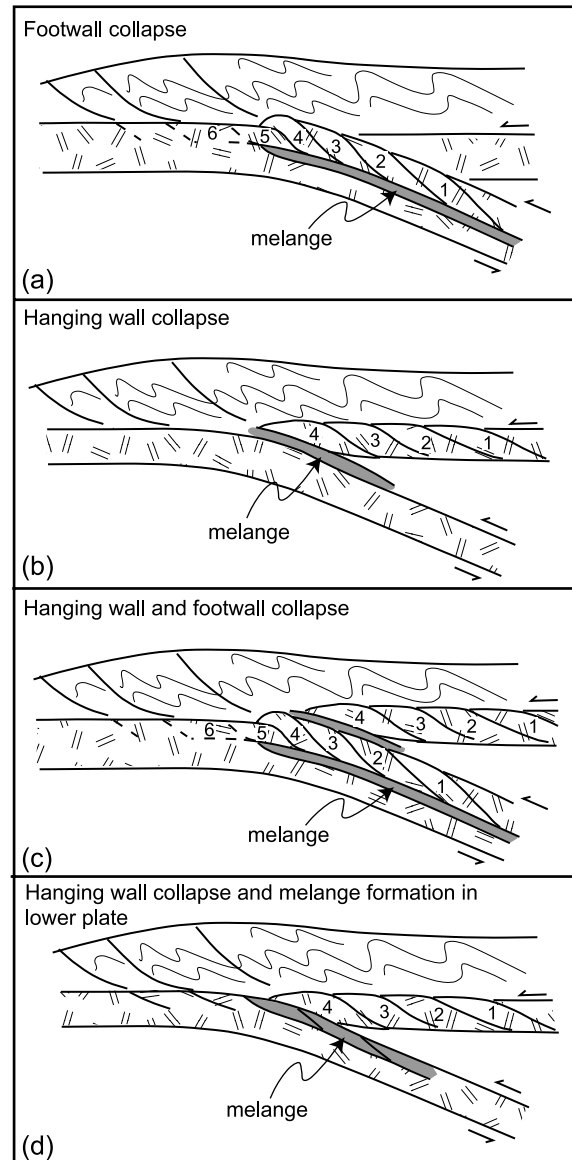 Footwall collapse
6 5 4 3 2 1
melange
(a)
Hanging wall collapse
4 3 2 1
melange
(b)
Hanging wall and footwall collapse
4 3 2 1
6 5 4 3 2 1
melange
(c)
Hanging wall collapse and melange formation in
lower plate
4 3 2 1
melange
(d)